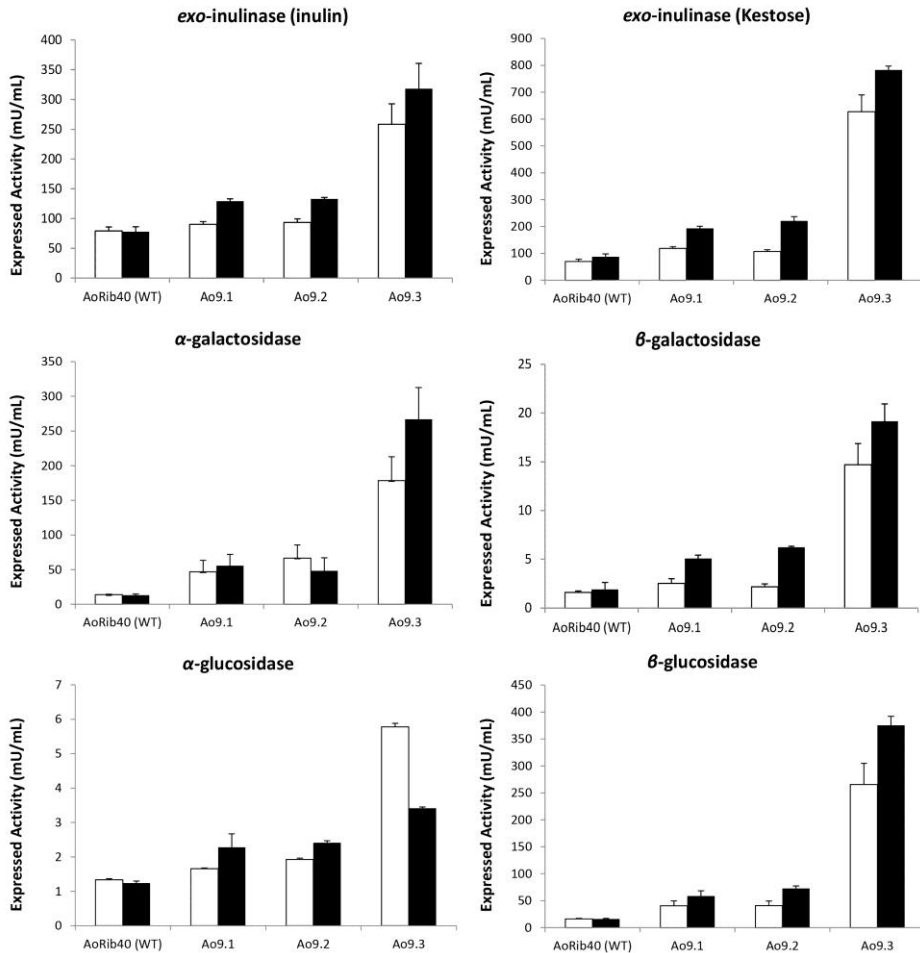 exo-inulinase (inulin)
Expressed Activity (mU/mL)
400
350
300
250
200
150
100
50
0
AoRib40 (WT) Ao9.1 Ao9.2 Ao9.3
exo-inulinase (Kestose)
Expressed Activity (mU/mL)
900
800
700
600
500
400
300
200
100
0
AoRib40 (WT) Ao9.1 Ao9.2 Ao9.3
α-galactosidase
Expressed Activity (mU/mL)
350
300
250
200
150
100
50
0
AoRib40 (WT) Ao9.1 Ao9.2 Ao9.3
β-galactosidase
Expressed Activity (mU/mL)
25
20
15
10
5
0
AoRib40 (WT) Ao9.1 Ao9.2 Ao9.3
α-glucosidase
Expressed Activity (mU/mL)
7
6
5
4
3
2
1
0
AoRib40 (WT) Ao9.1 Ao9.2 Ao9.3
β-glucosidase
Expressed Activity (mU/mL)
450
400
350
300
250
200
150
100
50
0
AoRib40 (WT) Ao9.1 Ao9.2 Ao9.3